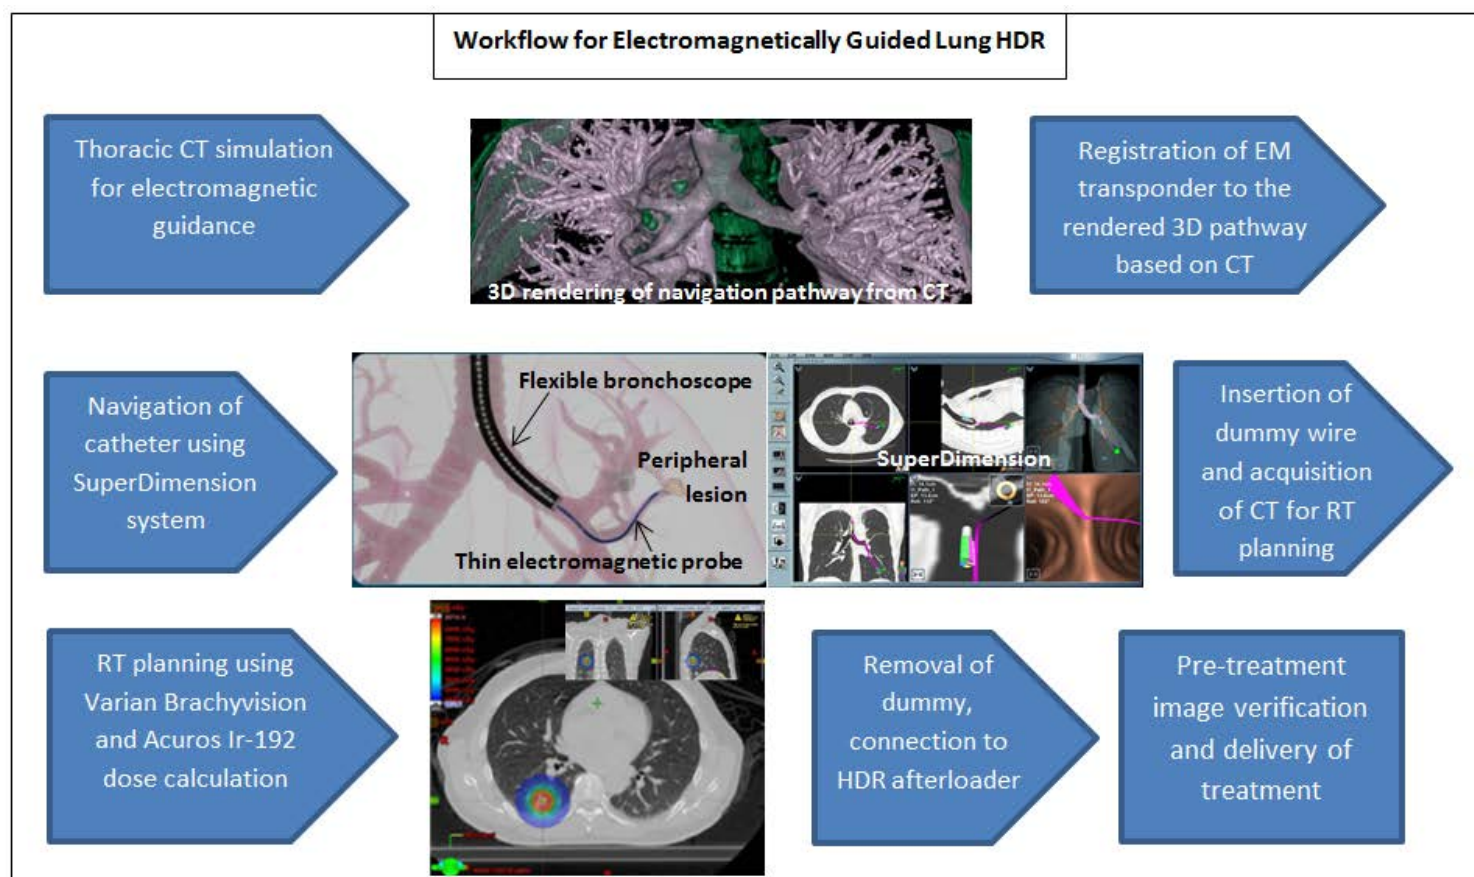 Workflow for Electromagnetically Guided Lung HDR
Thoracic CT simulation
for electromagnetic
guidance
3D rendering of navigation pathway from CT
Registration of EM
transponder to the
rendered 3D pathway
based on CT
Navigation of
catheter using
SuperDimension
system
Flexible bronchoscope
Peripheral
lesion
Thin electromagnetic probe
SuperDimension
Insertion of
dummy wire
and acquisition
of CT for RT
planning
RT planning using
Varian Brachyvision
and Acuros Ir-192
dose calculation
Removal of
dummy,
connection to
HDR afterloader
Pre-treatment
image verification
and delivery of
treatment